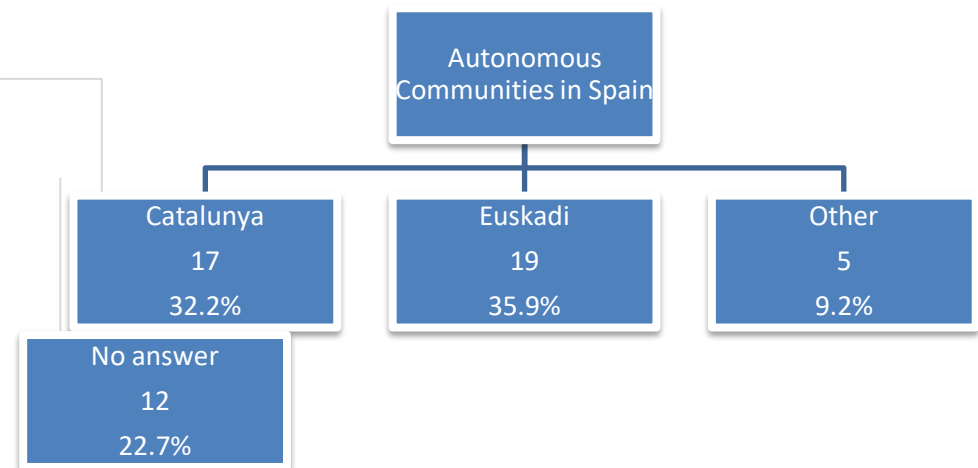 Autonomous
Communities in Spain
Catalunya
17
32.2%
Euskadi
19
35.9%
Other
5
9.2%
No answer
12
22.7%